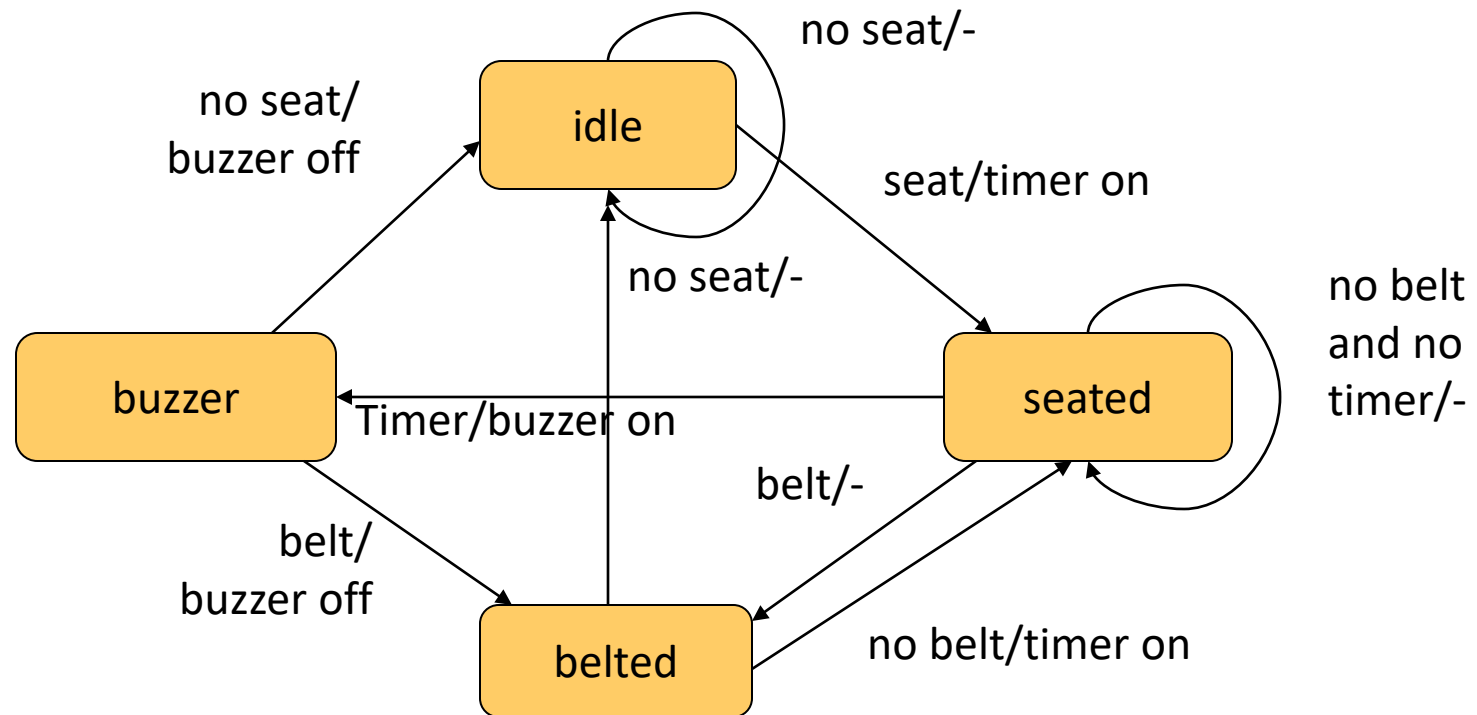 no seat/-
no seat/
buzzer off
idle
seat/timer on
no seat/-
no belt
and no
timer/-
buzzer
seated
Timer/buzzer on
belt/-
belt/
buzzer off
no belt/timer on
belted